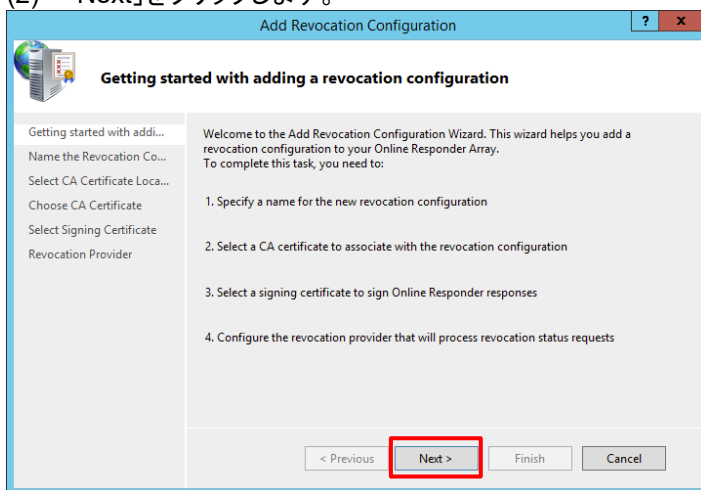 (2) 「Next」をクリックします。
Add Revocation Configuration
? x
Getting started with adding a revocation configuration
Getting started with addi...
Name the Revocation Co...
Select CA Certificate Loca...
Choose CA Certificate
Select Signing Certificate
Revocation Provider
Welcome to the Add Revocation Configuration Wizard. This wizard helps you add a
revocation configuration to your Online Responder Array.
To complete this task, you need to:
1. Specify a name for the new revocation configuration
2. Select a CA certificate to associate with the revocation configuration
3. Select a signing certificate to sign Online Responder responses
4. Configure the revocation provider that will process revocation status requests
< Previous Next > Finish Cancel